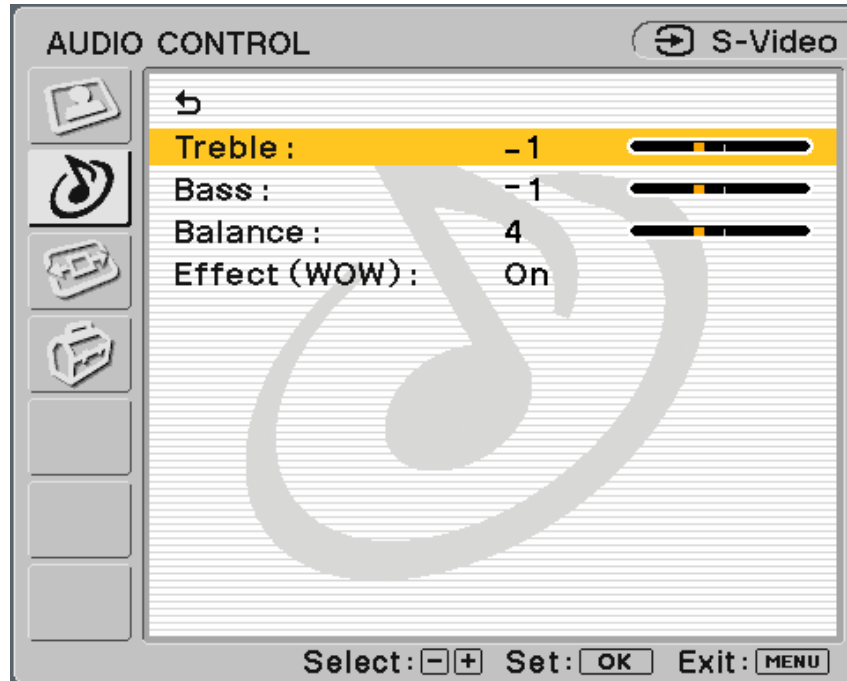 AUDIO CONTROL S-Video
Treble : -1
Bass : -1
Balance : 4
Effect (WOW) : On
Select : - + Set : OK Exit : MENU